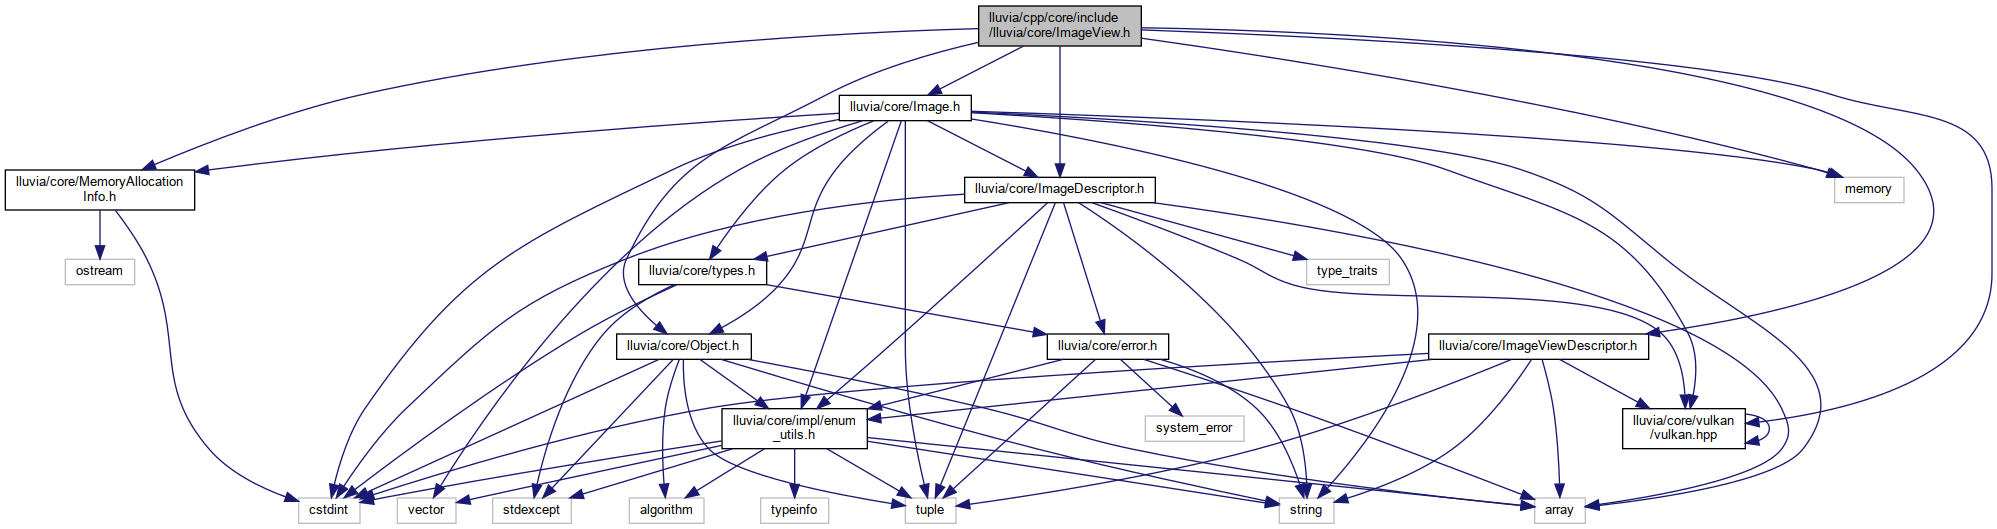 lluvia/cpp/core/include
/lluvia/core/ImageView.h
lluvia/core/Image.h
lluvia/core/MemoryAllocation
Info.h
lluvia/core/ImageDescriptor.h
memory
ostream
lluvia/core/types.h
type_traits
lluvia/core/Object.h
lluvia/core/error.h
lluvia/core/ImageViewDescriptor.h
lluvia/core/impl/enum
_utils.h
system_error
lluvia/core/vulkan
/vulkan.hpp
cstdint
vector
stdexcept
algorithm
typeinfo
tuple
string
array